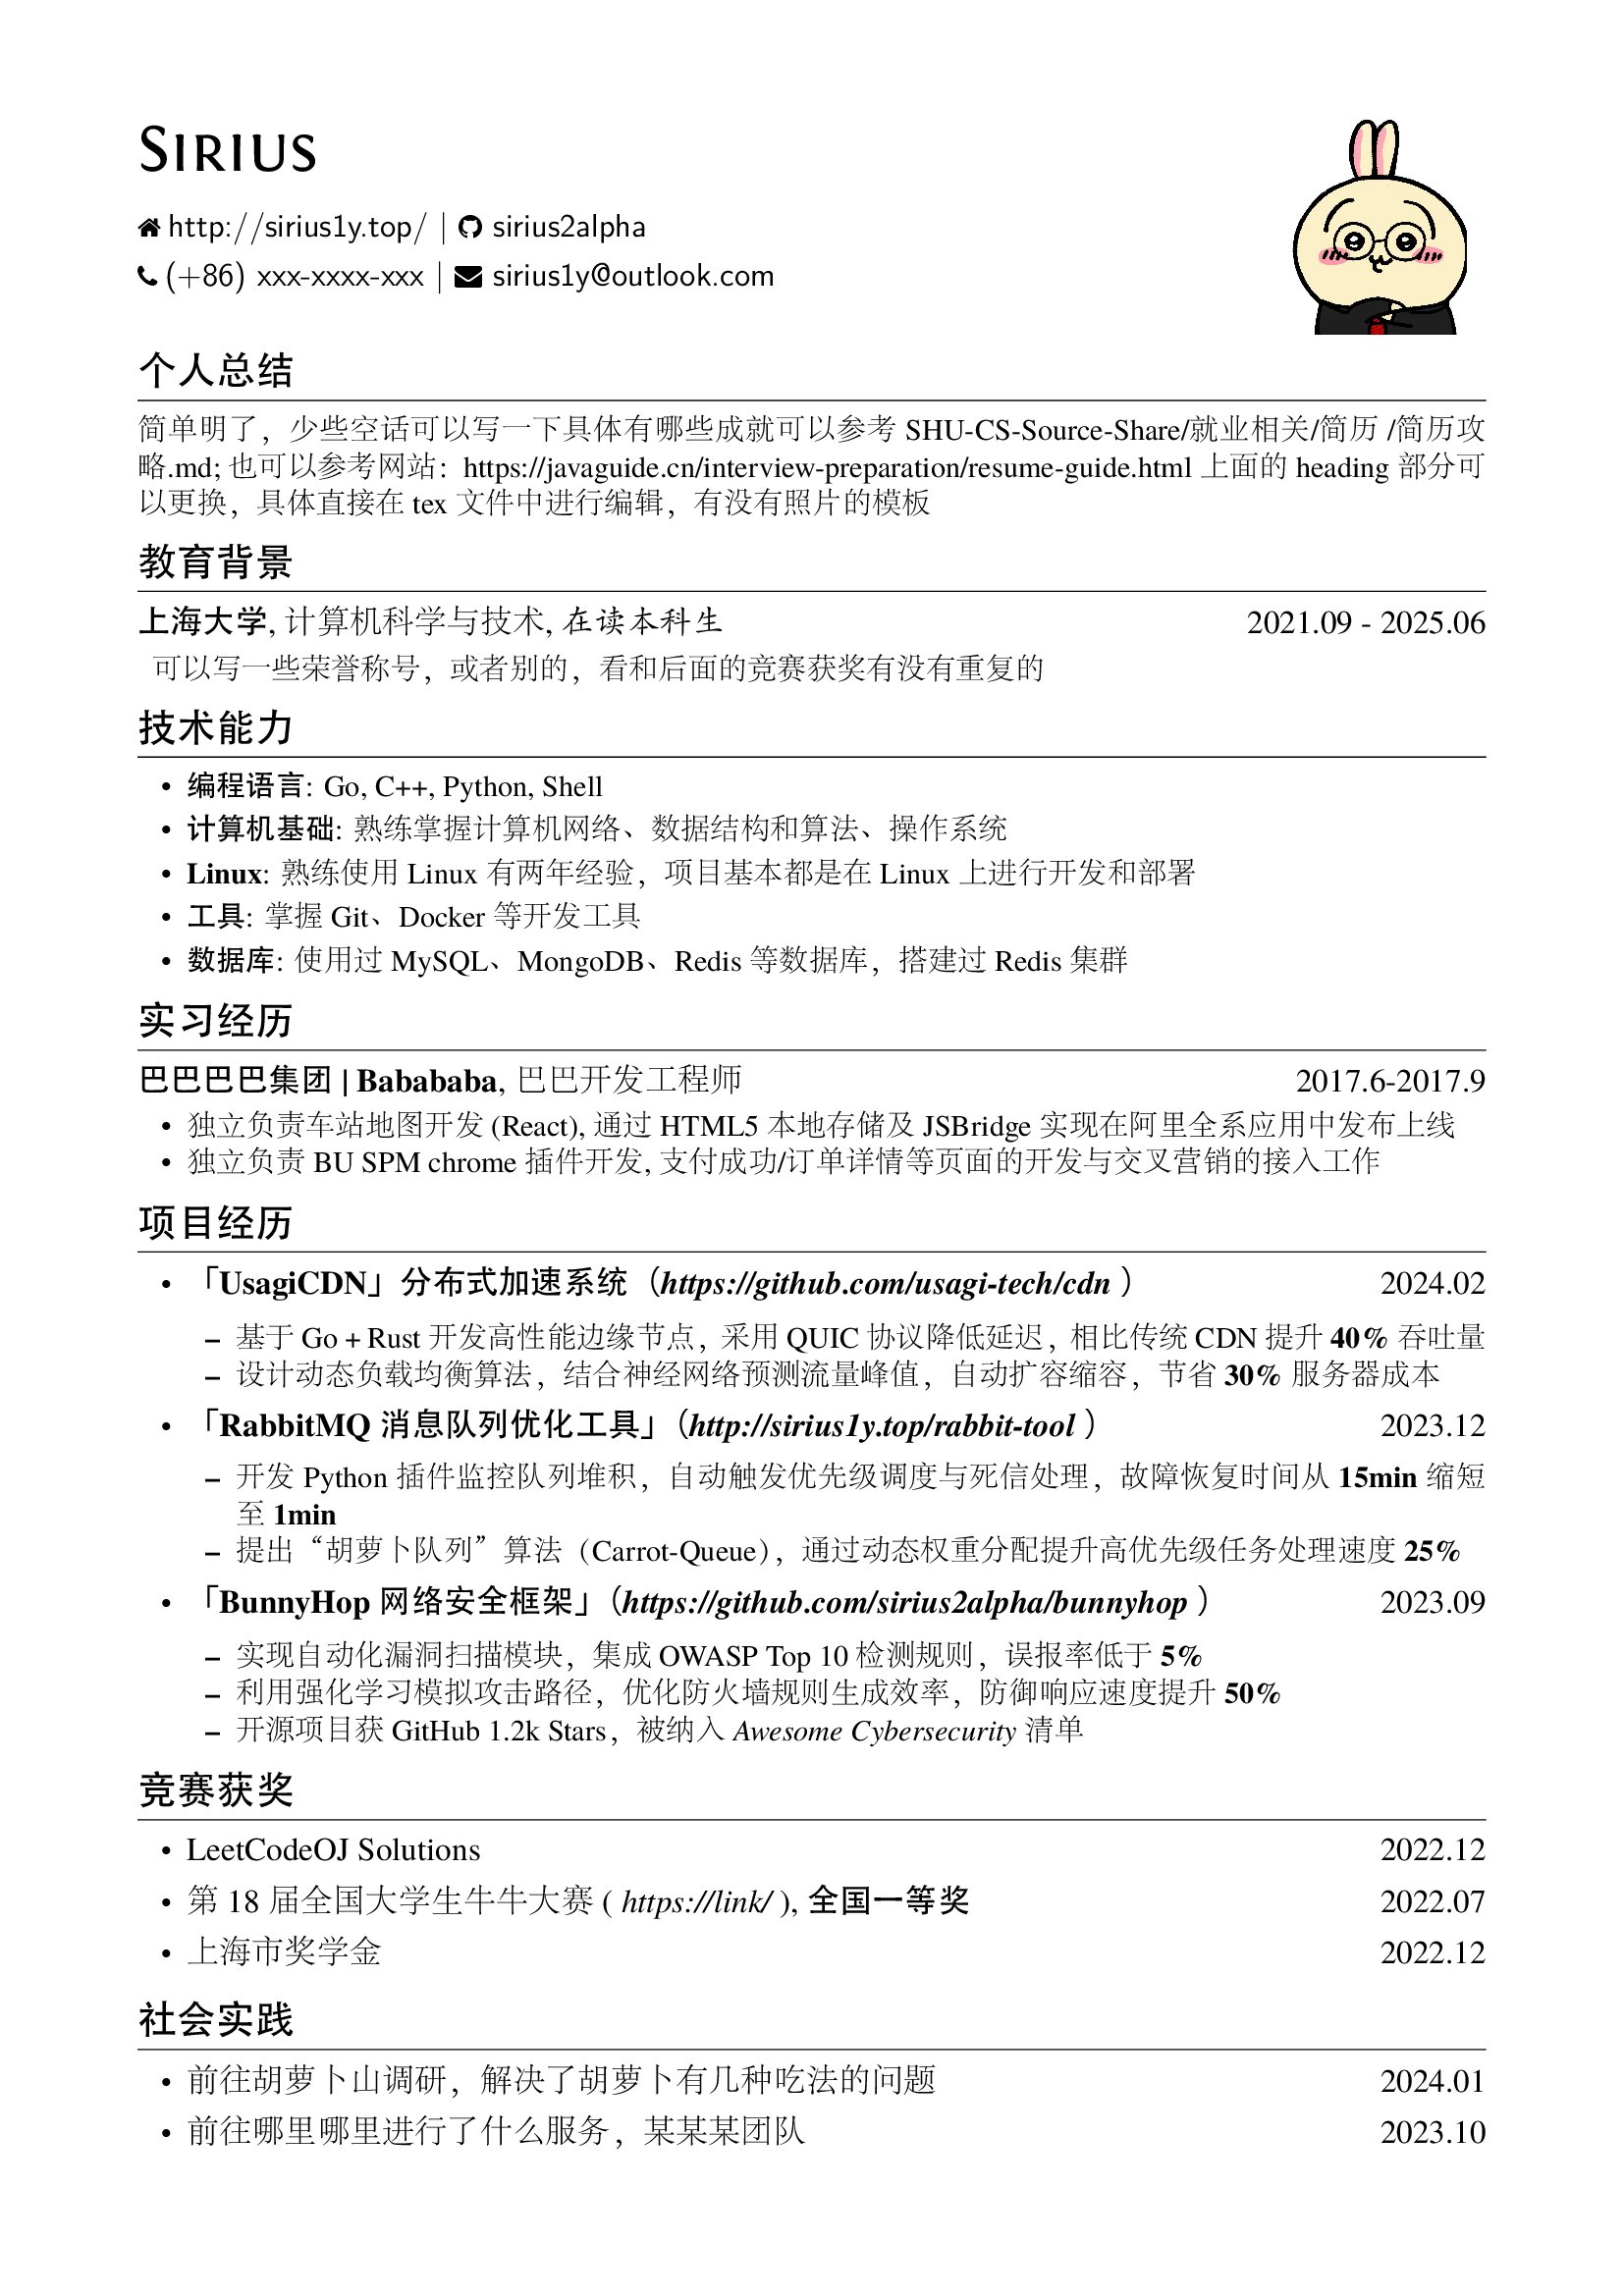 Sirius
http://sirius1y.top/ | sirius2alpha
(+86) xxx-xxxx-xxx | sirius1y@outlook.com
个人总结
简单明了，少些空话可以写一下具体有哪些成就可以参考 SHU-CS-Source-Share/就业相关/简历 /简历攻
略.md; 也可以参考网站：https://javaguide.cn/interview-preparation/resume-guide.html 上面的 heading 部分可
以更换，具体直接在 tex 文件中进行编辑，有没有照片的模板
教育背景
上海大学, 计算机科学与技术, 在读本科生 2021.09 - 2025.06
可以写一些荣誉称号，或者别的，看和后面的竞赛获奖有没有重复的
技术能力
• 编程语言: Go, C++, Python, Shell
• 计算机基础: 熟练掌握计算机网络、数据结构和算法、操作系统
• Linux: 熟练使用 Linux 有两年经验，项目基本都是在 Linux 上进行开发和部署
• 工具: 掌握 Git、Docker 等开发工具
• 数据库: 使用过 MySQL、MongoDB、Redis 等数据库，搭建过 Redis 集群
实习经历
巴巴巴巴集团 | Babababa, 巴巴开发工程师 2017.6-2017.9
• 独立负责车站地图开发 (React), 通过 HTML5 本地存储及 JSBridge 实现在阿里全系应用中发布上线
• 独立负责 BU SPM chrome 插件开发, 支付成功/订单详情等页面的开发与交叉营销的接入工作
项目经历
• 「UsagiCDN」分布式加速系统（https://github.com/usagi-tech/cdn ） 2024.02
– 基于 Go + Rust 开发高性能边缘节点，采用 QUIC 协议降低延迟，相比传统 CDN 提升 40% 吞吐量
– 设计动态负载均衡算法，结合神经网络预测流量峰值，自动扩容缩容，节省 30% 服务器成本
• 「RabbitMQ 消息队列优化工具」（http://sirius1y.top/rabbit-tool ） 2023.12
– 开发 Python 插件监控队列堆积，自动触发优先级调度与死信处理，故障恢复时间从 15min 缩短
至 1min
– 提出“胡萝卜队列”算法（Carrot-Queue），通过动态权重分配提升高优先级任务处理速度 25%
• 「BunnyHop 网络安全框架」（https://github.com/sirius2alpha/bunnyhop ） 2023.09
– 实现自动化漏洞扫描模块，集成 OWASP Top 10 检测规则，误报率低于 5%
– 利用强化学习模拟攻击路径，优化防火墙规则生成效率，防御响应速度提升 50%
– 开源项目获 GitHub 1.2k Stars，被纳入 Awesome Cybersecurity 清单
竞赛获奖
• LeetCodeOJ Solutions 2022.12
• 第 18 届全国大学生牛牛大赛 ( https://link/ ), 全国一等奖 2022.07
• 上海市奖学金 2022.12
社会实践
• 前往胡萝卜山调研，解决了胡萝卜有几种吃法的问题 2024.01
• 前往哪里哪里进行了什么服务，某某某团队 2023.10